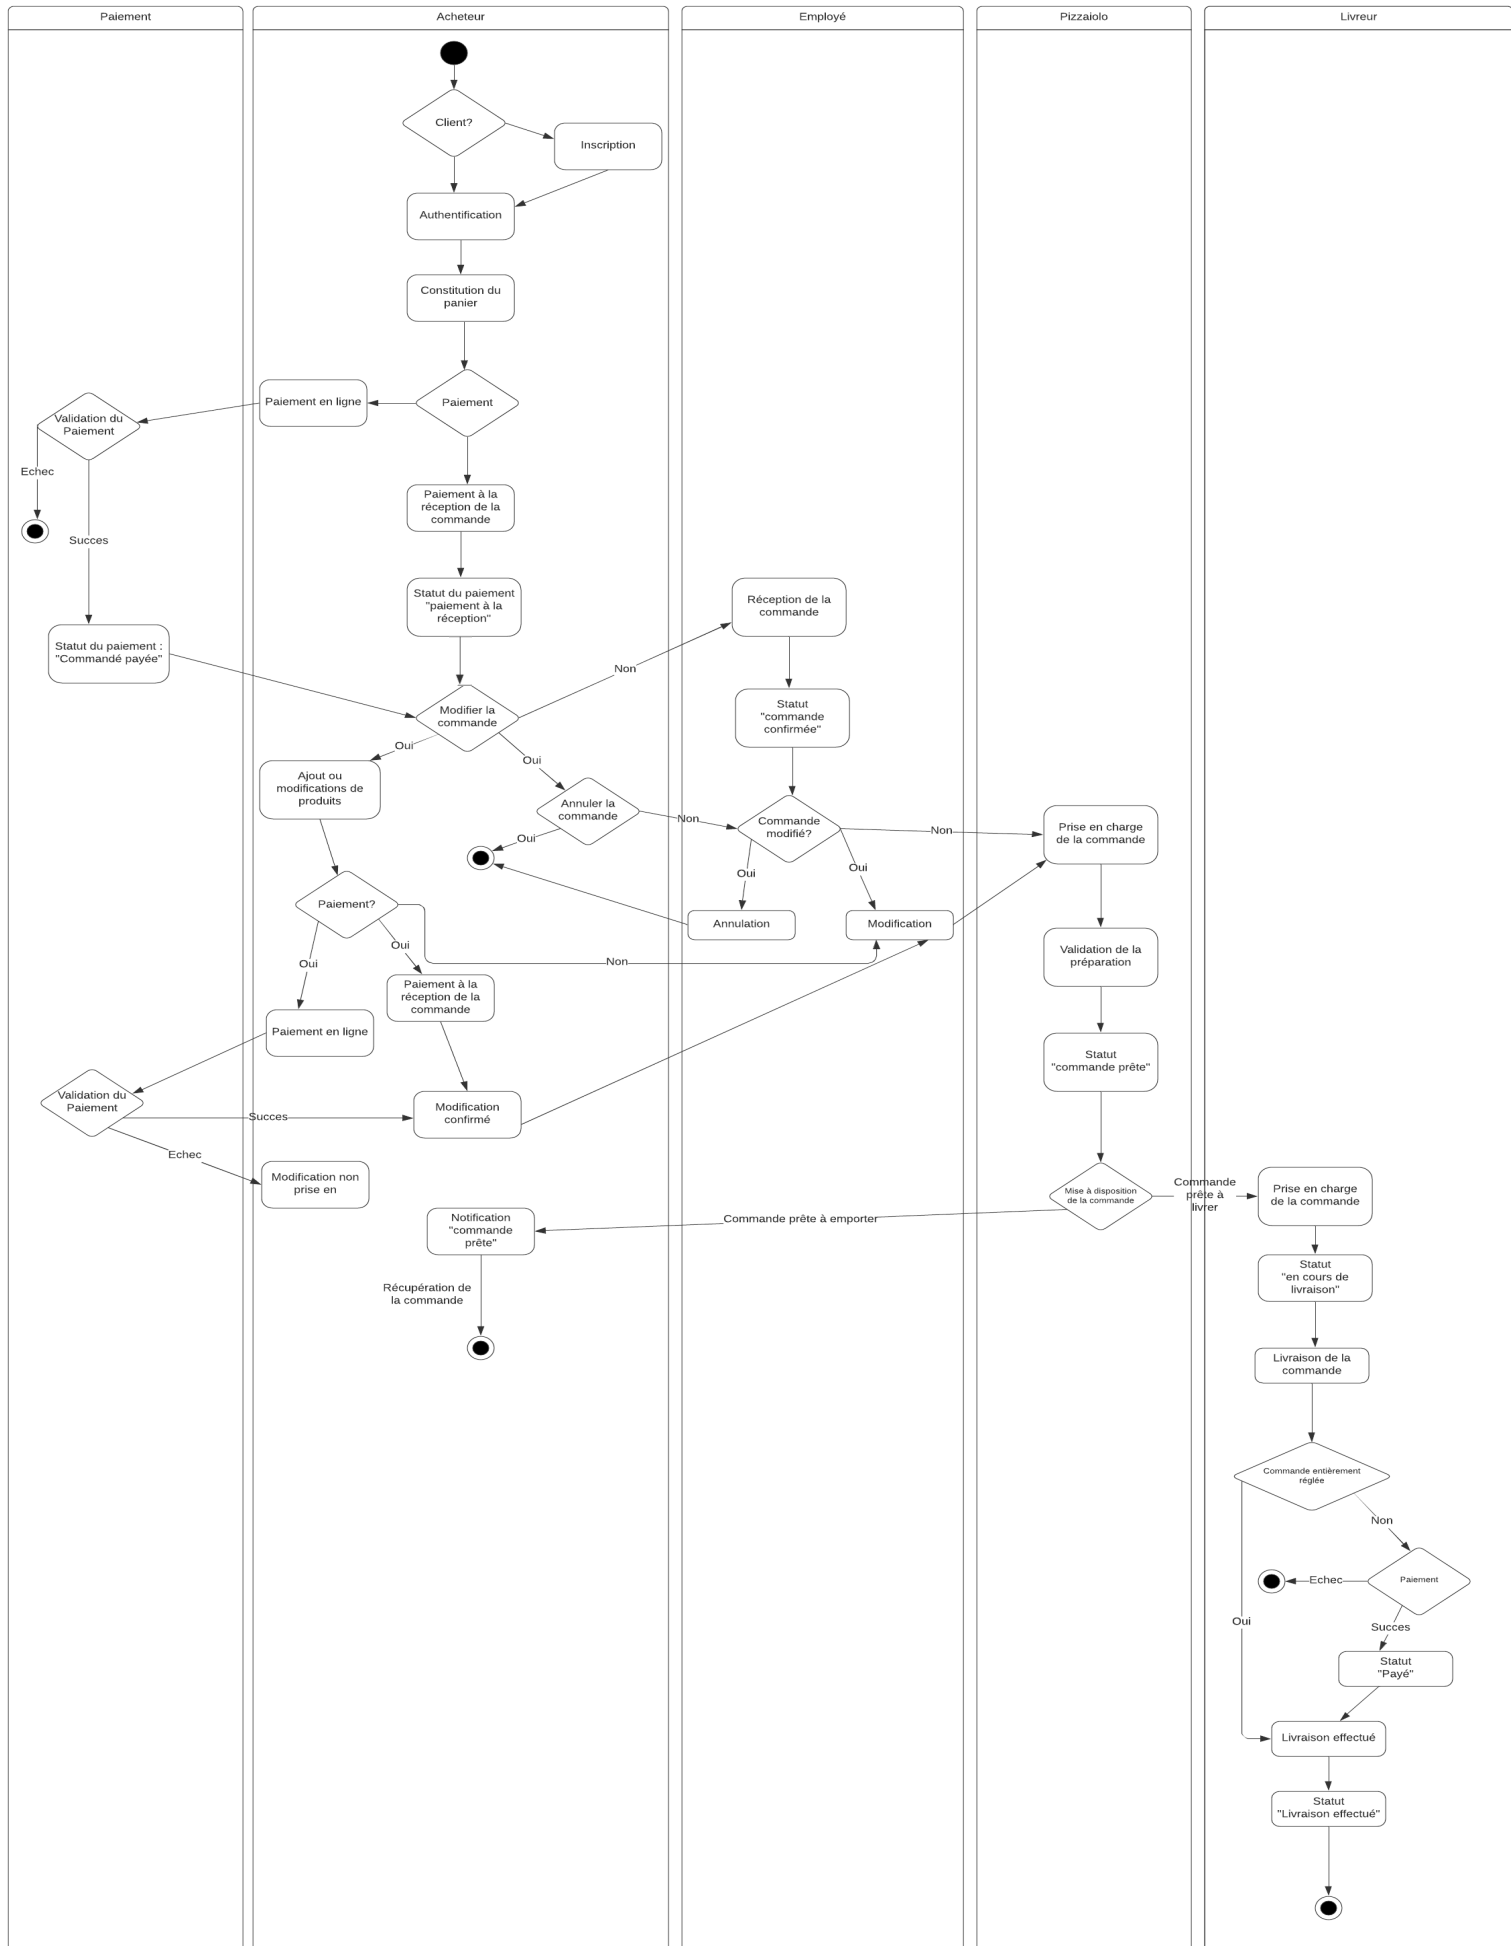 Paiement
Acheteur
Employé
Pizzaiolo
Livreur
Client?
Inscription
Authentification
Constitution du
panier
Paiement en ligne
Paiement
Validation du
Paiement
Echec
Succes
Paiement à la
réception de la
commande
Statut du paiement
"paiement à la
réception"
Réception de la
commande
Statut du paiement :
"Commandé payée"
Non
Modifier la
commande
Statut
"commande
confirmée"
Oui
Oui
Ajout ou
modifications de
produits
Annuler la
commande
Non
Oui
Commande
modifié?
Non
Prise en charge
de la commande
Oui
Oui
Paiement?
Annulation
Modification
Oui
Oui
Non
Validation de la
préparation
Paiement à la
réception de la
commande
Paiement en ligne
Statut
"commande prête"
Validation du
Paiement
Succes
Modification
confirmé
Echec
Modification non
prise en
Mise à disposition
de la commande
Commande
prête à
livrer
Prise en charge
de la commande
Notification
"commande
prête"
Commande prête à emporter
Statut
"en cours de
livraison"
Récupération de
la commande
Livraison de la
commande
Commande entièrement
réglée
Non
Echec
Paiement
Oui
Succes
Statut
"Payé"
Livraison effectué
Statut
"Livraison effectué"